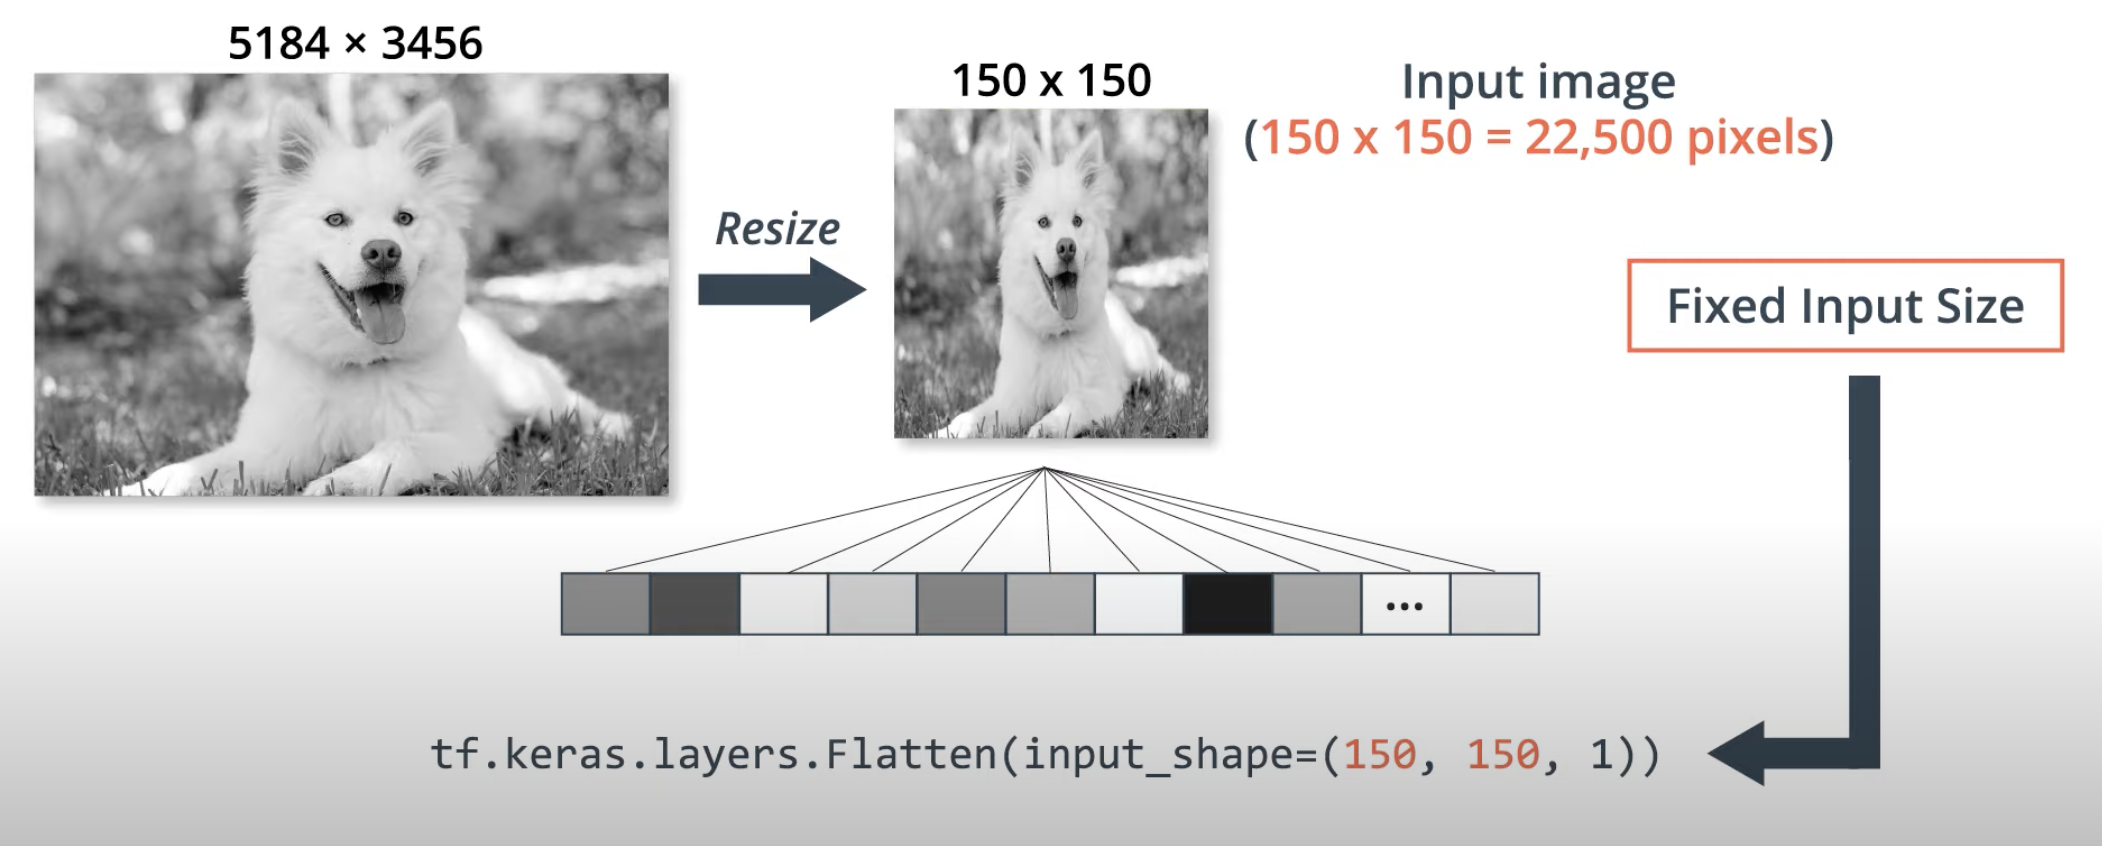 5184 × 3456
150 x 150
Input image
(150 x 150 = 22,500 pixels)
Resize
Fixed Input Size
...
tf.keras.layers.Flatten(input_shape=(150, 150, 1))